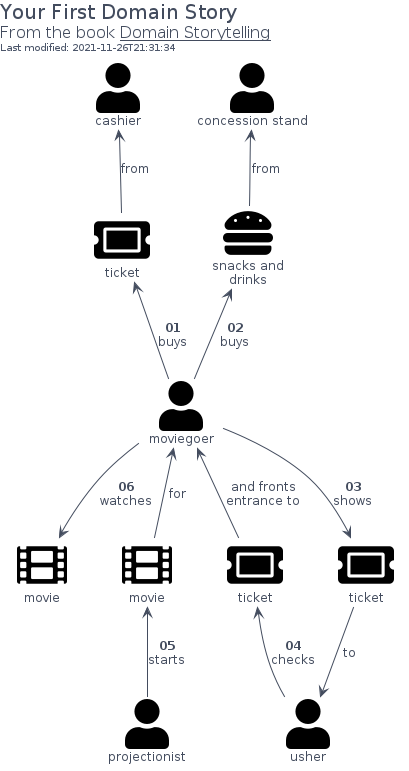 Your First Domain Story
From the book Domain Storytelling
Last modified: 2021-11-26T21:31:34
cashier
concession stand
from
from
ticket
snacks and
drinks
01
buys
02
buys
moviegoer
06
watches
for
and fronts
entrance to
03
shows
movie
movie
ticket
ticket
05
starts
04
checks
to
projectionist
usher